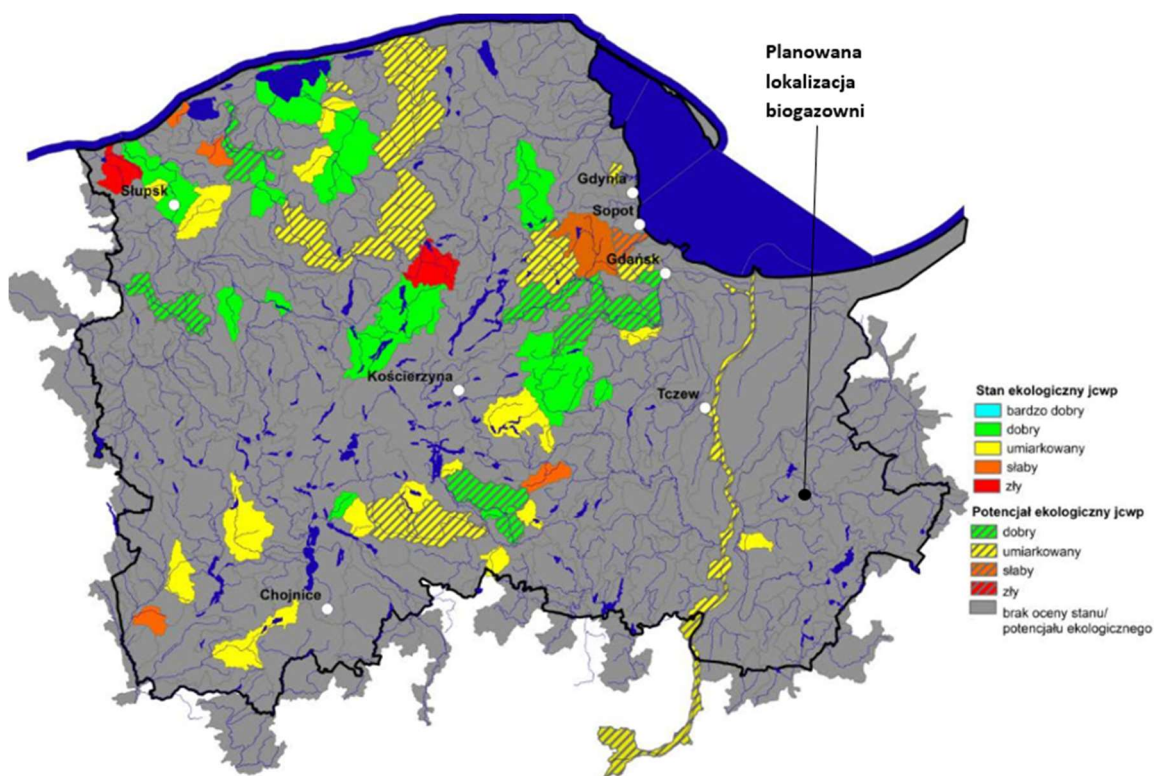 Planowana
lokalizacja
biogazowni
Gdynia
Słupsk
Sopot
Gdańsk
Kościerzyna
Tczew
Stan ekologiczny jcwp
bardzo dobry
dobry
umiarkowany
słaby
zły
Potencjał ekologiczny jcwp
dobry
umiarkowany
słaby
zły
brak oceny stanu/
potencjału ekologicznego
Chojnice